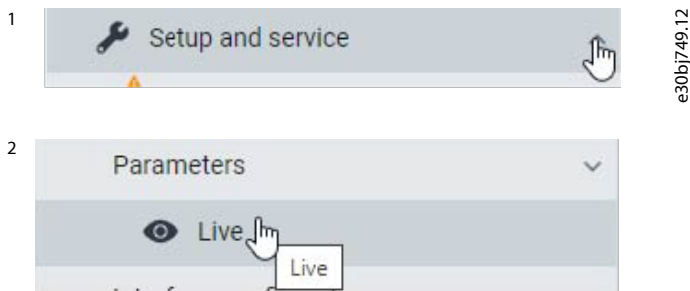 1
Setup and service
2
Parameters
Live
Live
e30bj749.12